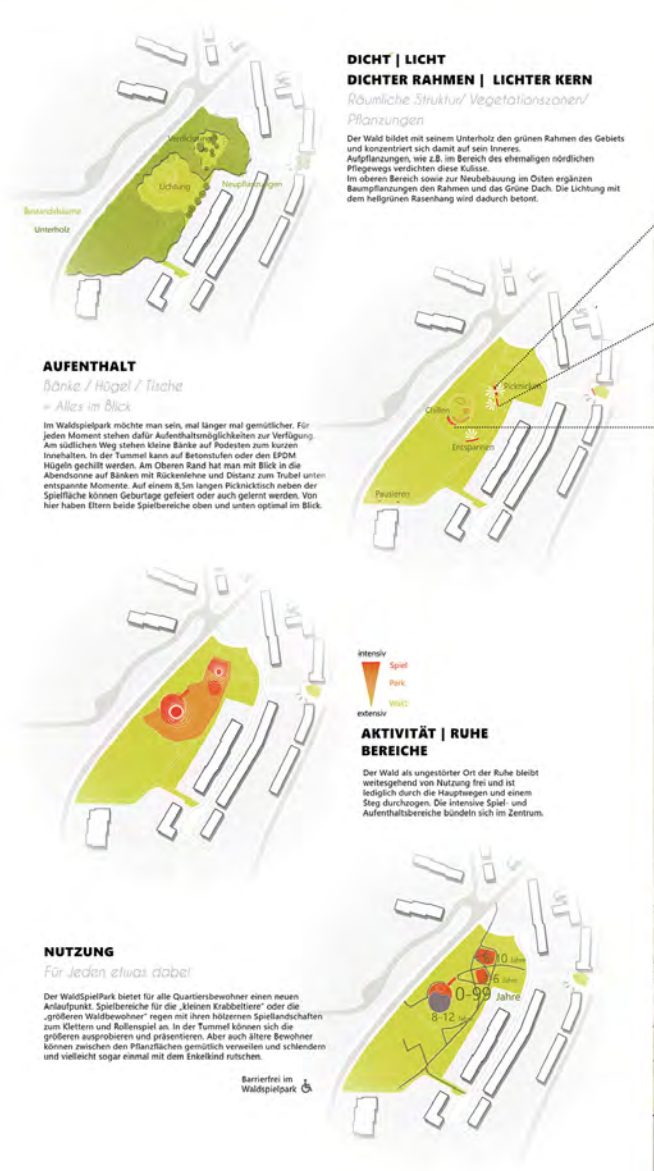 DICHT | LICHT
DICHTER RAHMEN | LICHTER KERN
Räumliche Struktur/ Vegetationszonen/
Pflanzungen
Der Wald bildet mit seinem Unterholz den grünen Rahmen des Gebiets
und konzentriert sich damit auf sein Inneres.
Aufpflanzungen, wie z.B. im Bereich des ehemaligen nördlichen
Pflegewegs verdichten diese Kulisse.
Im oberen Bereich sowie zur Neubebauung im Osten ergänzen
Baumpflanzungen den Rahmen und das Grüne Dach. Die Lichtung mit
dem hellgrünen Rasenhang wird dadurch betont.
Verdichtung
Lichtung
Neupflanzungen
Bestandsbäume
Unterholz
AUFENTHALT
Bänke / Hügel / Tische
= Alles im Blick
Im Waldspielpark möchte man sein, mal länger mal gemütlicher. Für
jeden Moment stehen dafür Aufenthaltsmöglichkeiten zur Verfügung.
Am südlichen Weg stehen kleine Bänke auf Podesten zum kurzen
Innehalten. In der Tummel kann auf Betonstufen oder den EPDM
Hügeln gechillt werden. Am Oberen Rand hat man mit Blick in die
Abendsonne auf Bänken mit Rückenlehne und Distanz zum Trubel unten
entspannte Momente. Auf einem 8,5m langen Picknicktisch neben der
Spielfläche können Geburtage gefeiert oder auch gelernt werden. Von
hier haben Eltern beide Spielbereiche oben und unten optimal im Blick.
Picknicken
Chillen
Entspannen
Pausieren
intensiv
Spiel
Park
Wald
extensiv
AKTIVITÄT | RUHE
BEREICHE
Der Wald als ungestörter Ort der Ruhe bleibt
weitesgehend von Nutzung frei und ist
lediglich durch die Hauptwegen und einem
Steg durchzogen. Die intensive Spiel- und
Aufenthaltsbereiche bündeln sich im Zentrum.
NUTZUNG
Für Jeden etwas dabei
Der WaldSpielPark bietet für alle Quartiersbewohner einen neuen
Anlaufpunkt. Spielbereiche für die „kleinen Krabbeltiere" oder die
„größeren Waldbewohner" regen mit ihren hölzernen Spiellandschaften
zum Klettern und Rollenspiel an. In der Tummel können sich die
größeren ausprobieren und präsentieren. Aber auch ältere Bewohner
können zwischen den Pflanzflächen gemütlich verweilen und schlendern
und vielleicht sogar einmal mit dem Enkelkind rutschen.
Barrierfrei im
Waldspielpark
10 Jahre
6 Jahre
0-99 Jahre
8-12 Jahre